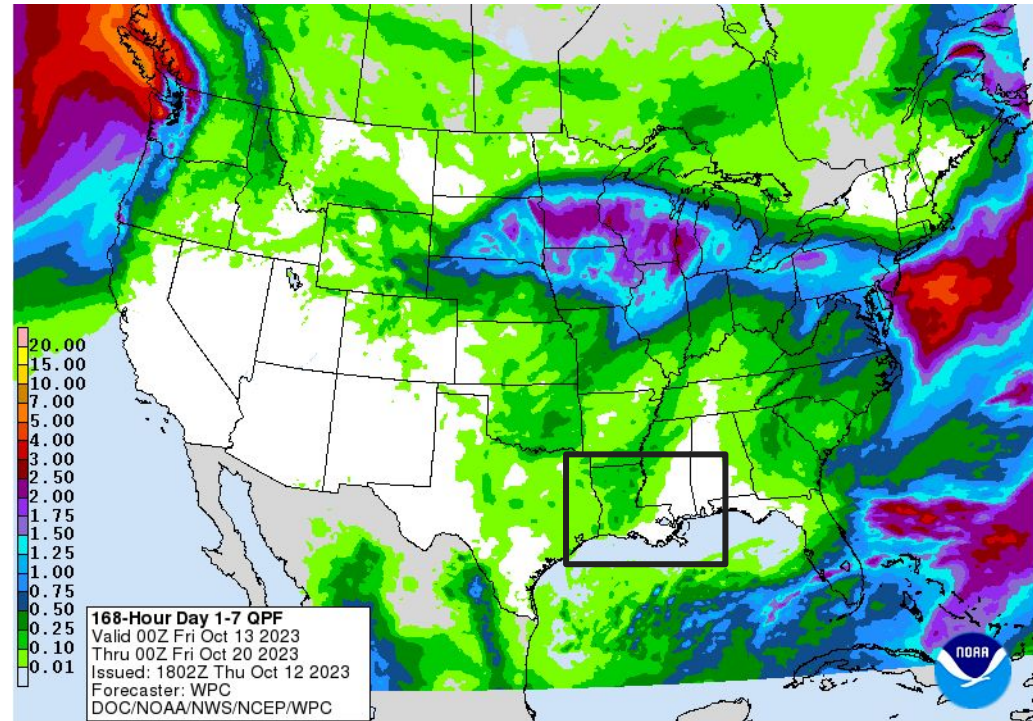 20.00
15.00
10.00
7.00
5.00
4.00
3.00
2.50
2.00
1.75
1.50
1.25
1.00
0.75
0.50
0.25
0.10
0.01
168-Hour Day 1-7 QPF
Valid 00Z Fri Oct 13 2023
Thru 00Z Fri Oct 20 2023
Issued: 1802Z Thu Oct 12 2023
Forecaster: WPC
DOC/NOAA/NWS/NCEP/WPC
NOAA